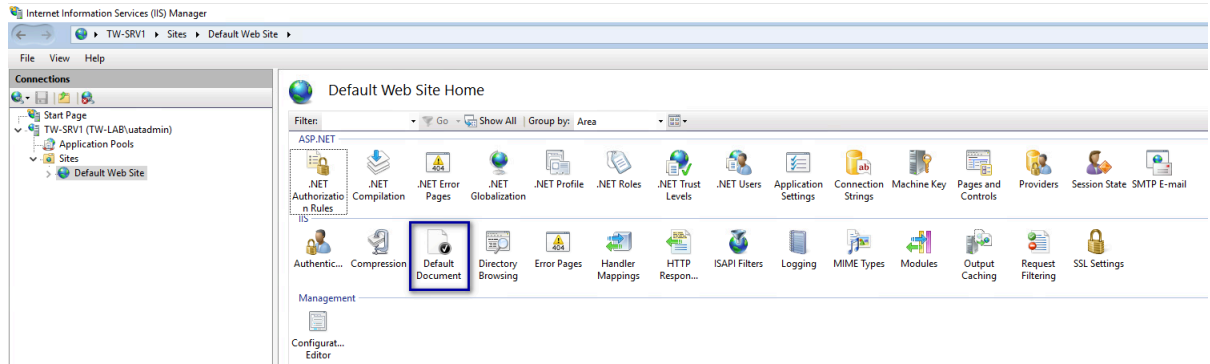 Internet Information Services (IIS) Manager
TW-SRV1 Sites Default Web Site
File View Help
Connections
Start Page
TW-SRV1 (TW-LAB\uatadmin)
Application Pools
Sites
Default Web Site
Default Web Site Home
Filter: Go Show All Group by: Area
ASP.NET
.NET Authorizatio n Rules
.NET Compilation
.NET Error Pages
.NET Globalization
.NET Profile
.NET Roles
.NET Trust Levels
.NET Users
Application Settings
Connection Strings
Machine Key
Pages and Controls
Providers
Session State
SMTP E-mail
IIS
Authentic...
Compression
Default Document
Directory Browsing
Error Pages
Handler Mappings
HTTP Respon...
ISAPI Filters
Logging
MIME Types
Modules
Output Caching
Request Filtering
SSL Settings
Management
Configurat... Editor